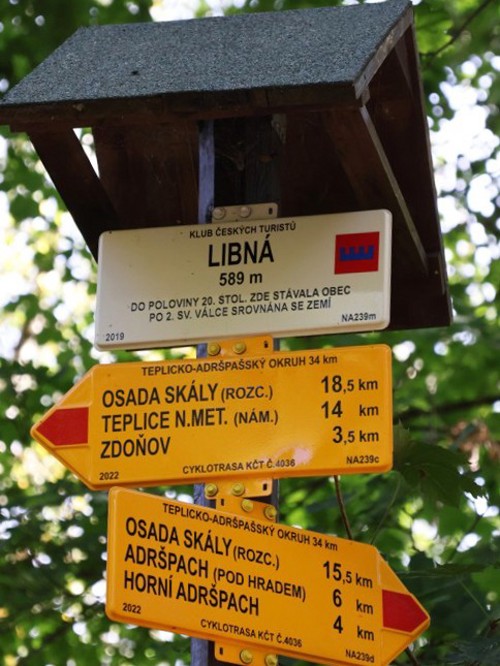 KLUB ČESKÝCH TURISTŮ
LIBNÁ
589 m
DO POLOVINY 20. STOL. ZDE STÁVALA OBEC
PO 2. SV. VÁLCE SROVNÁNA SE ZEMÍ
2019 NA239m
TEPLICKO-ADRŠPAŠSKÝ OKRUH 34 km
OSADA SKÁLY (ROZC.) 18,5 km
TEPLICE N.MET. (NÁM.) 14 km
ZDOŇOV 3,5 km
2022 CYKLOTRASA KČT Č.4036 NA239c
TEPLICKO-ADRŠPAŠSKÝ OKRUH 34 km
OSADA SKÁLY (ROZC.) 15,5 km
ADRŠPACH (POD HRADEM) 6 km
HORNÍ ADRŠPACH 4 km
2022 CYKLOTRASA KČT Č.4036 NA239d